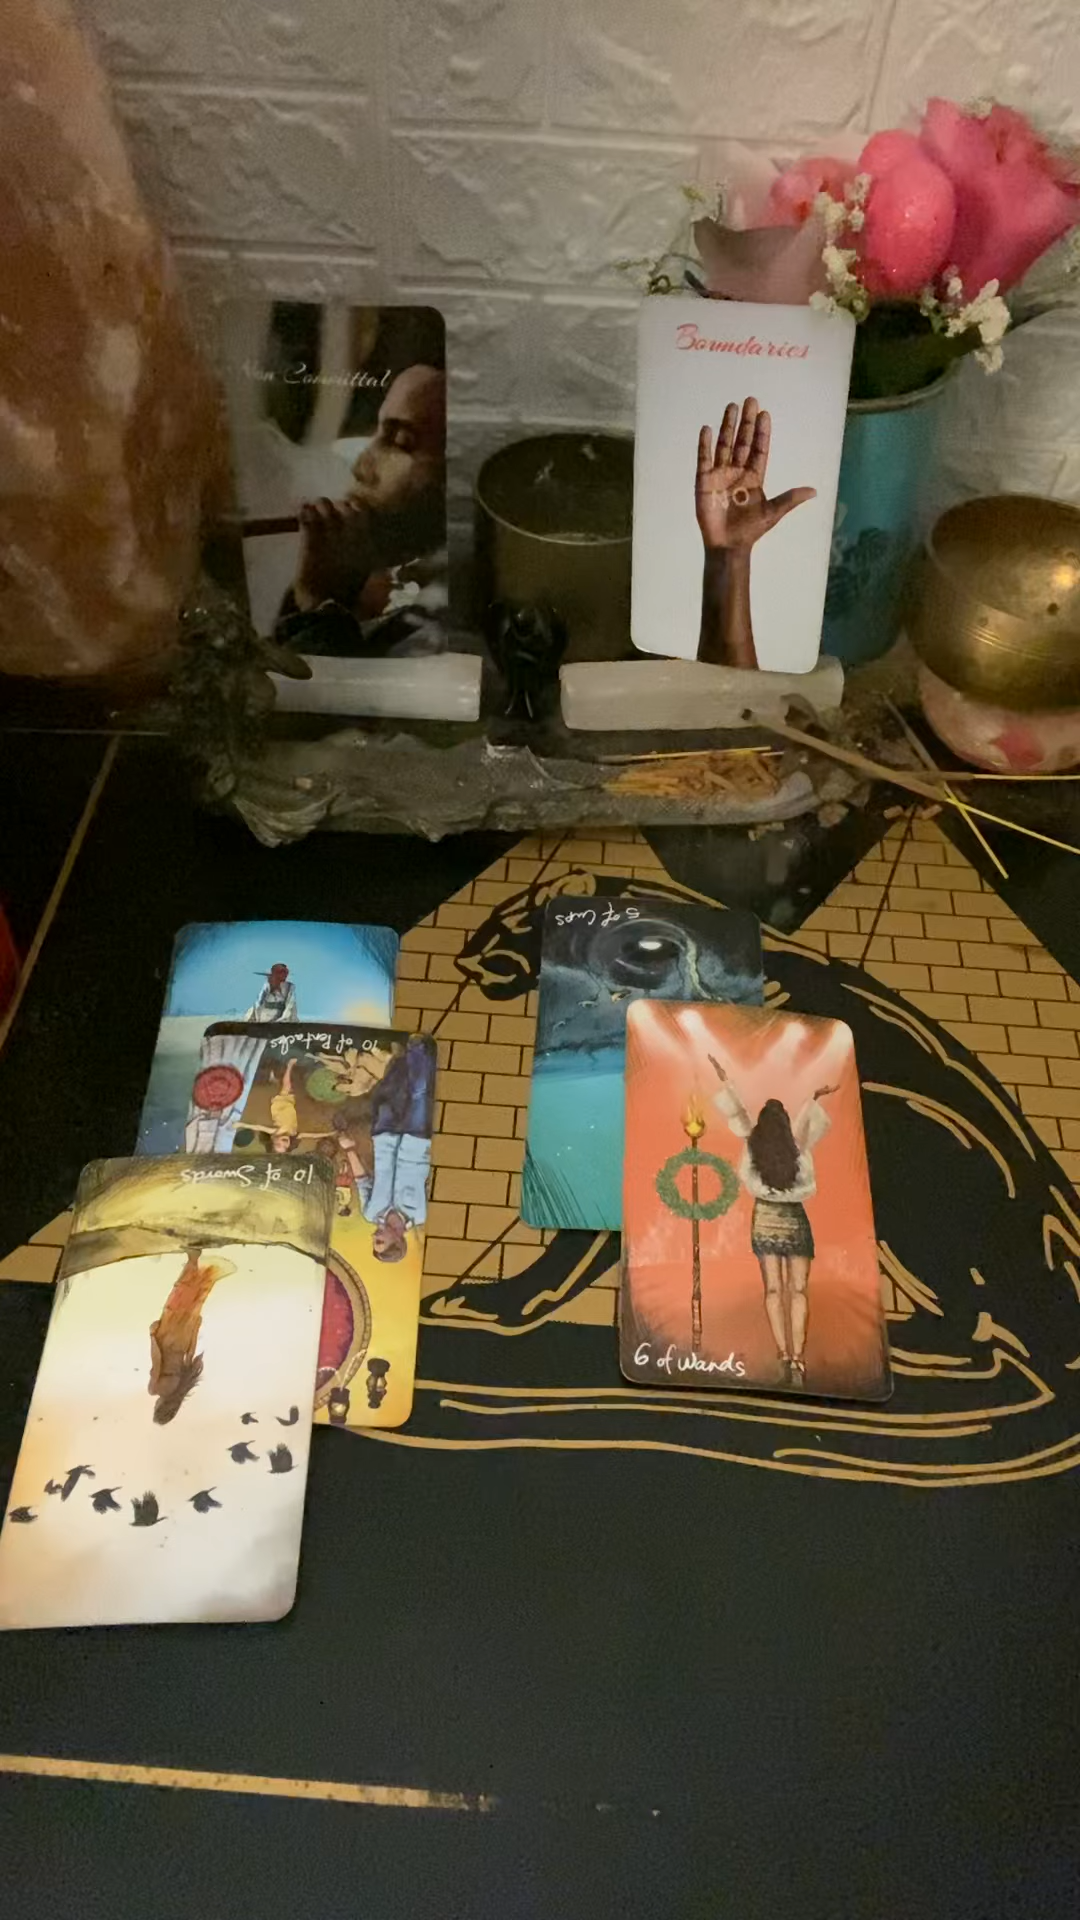 Non Committal
Boundaries
NO
5 of Cups
10 of Pentacles
10 of Swords
6 of Wands